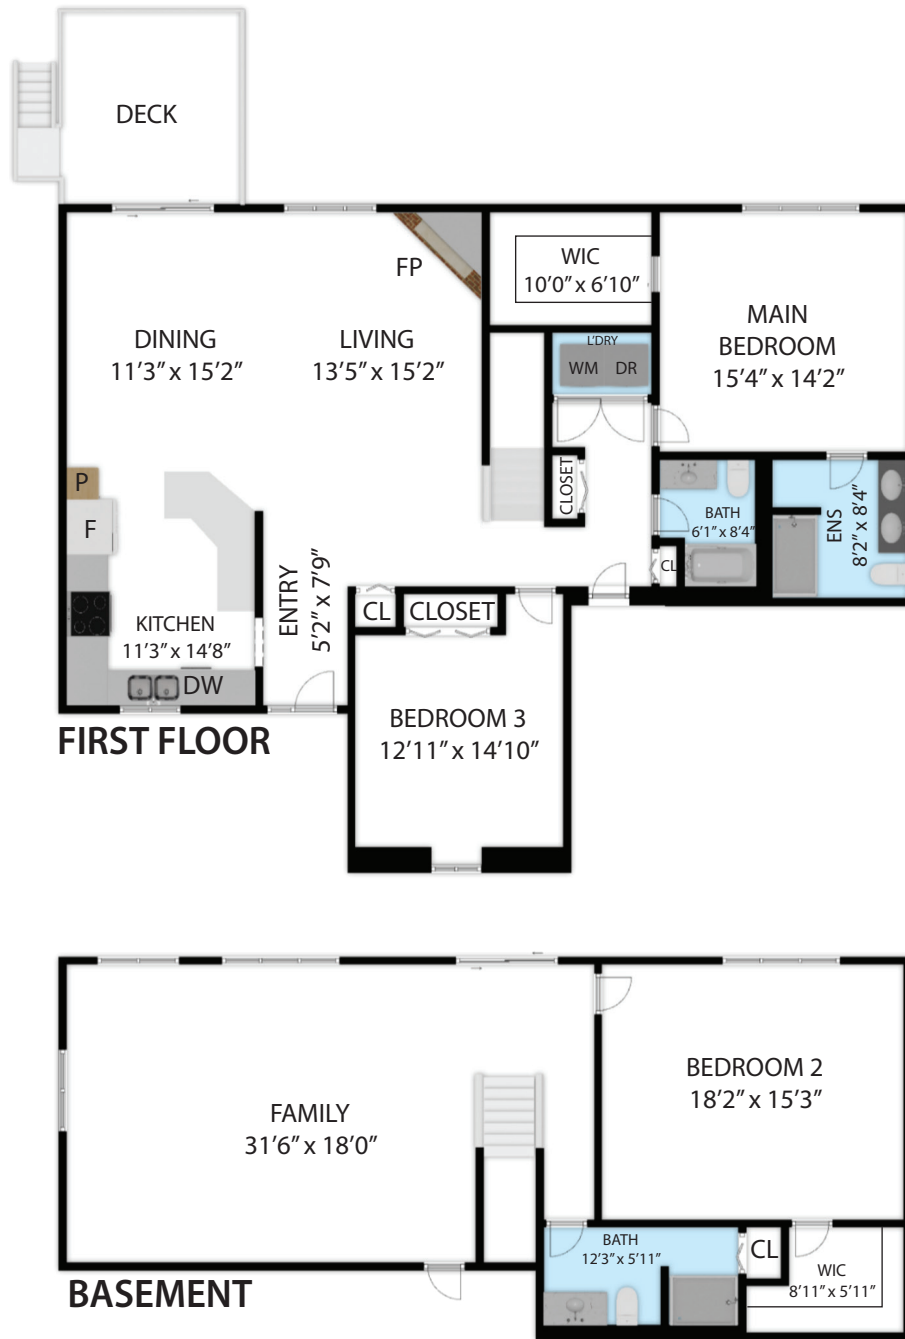 DECK
FP
WIC
10’0” x 6’10”
DINING
11’3” x 15’2”
LIVING
13’5” x 15’2”
L’DRY
WM DR
MAIN
BEDROOM
15’4” x 14’2”
P
F
CLOSET
BATH
6’1” x 8’4”
ENS
8’2” x 8’4”
CL
ENTRY
5’2” x 7’9”
CL
CLOSET
KITCHEN
11’3” x 14’8”
DW
BEDROOM 3
12’11” x 14’10”
FIRST FLOOR
FAMILY
31’6” x 18’0”
BEDROOM 2
18’2” x 15’3”
BATH
12’3” x 5’11”
CL
WIC
8’11” x 5’11”
BASEMENT